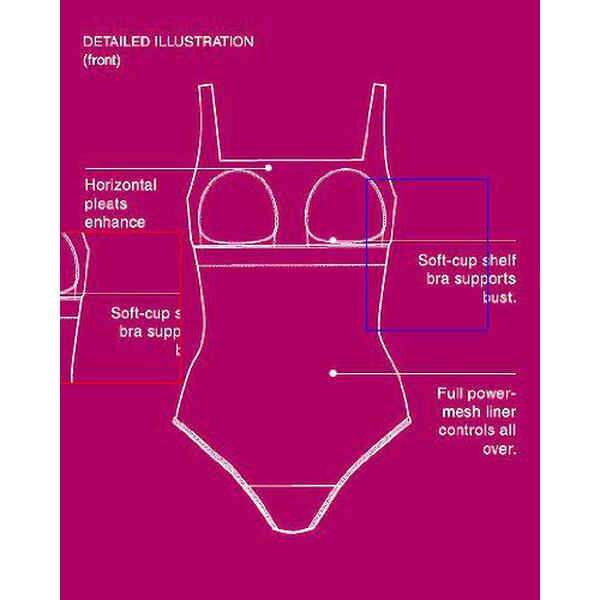 DETAILED ILLUSTRATION
(front)
Horizontal
pleats
enhance
Soft-cup shelf
bra supports
bust.
Soft-cup s
bra supp
Full power-
mesh liner
controls all
over.